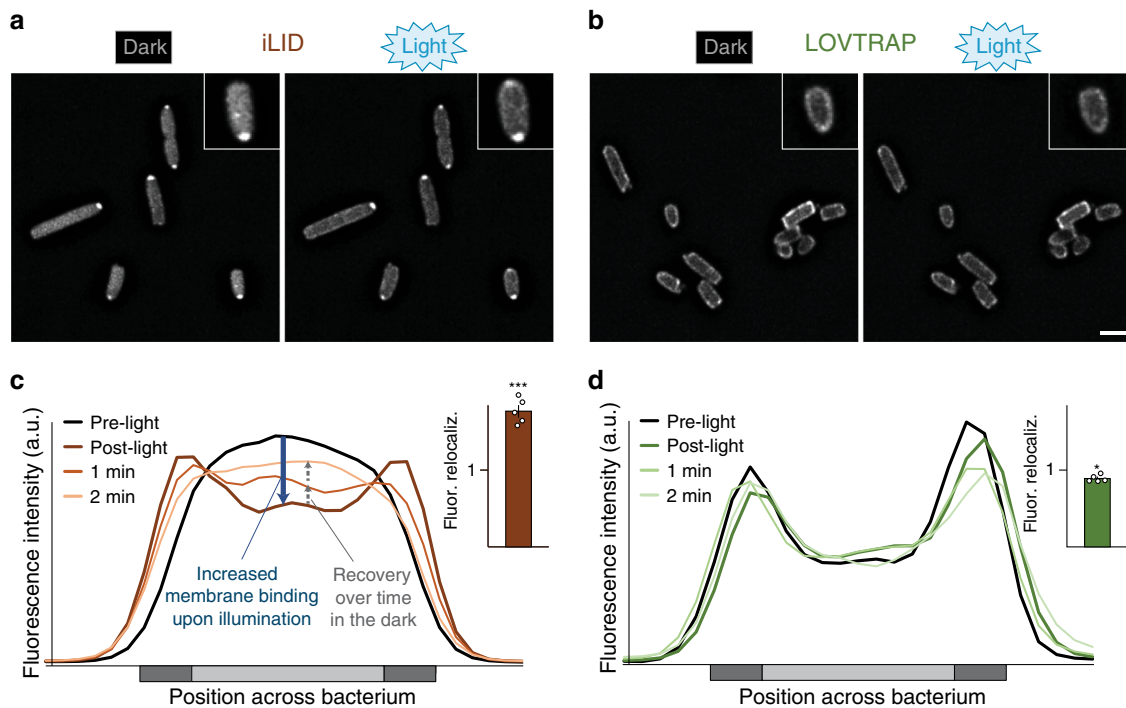 a
Dark
iLID
Light
b
Dark
LOVTRAP
Light
c
Fluorescence intensity (a.u.)
Pre-light
Post-light
1 min
2 min
Increased
membrane binding
upon illumination
Recovery
over time
in the dark
Position across bacterium
Fluor. relocaliz.
1
***
d
Fluorescence intensity (a.u.)
Pre-light
Post-light
1 min
2 min
Position across bacterium
Fluor. relocaliz.
1
*